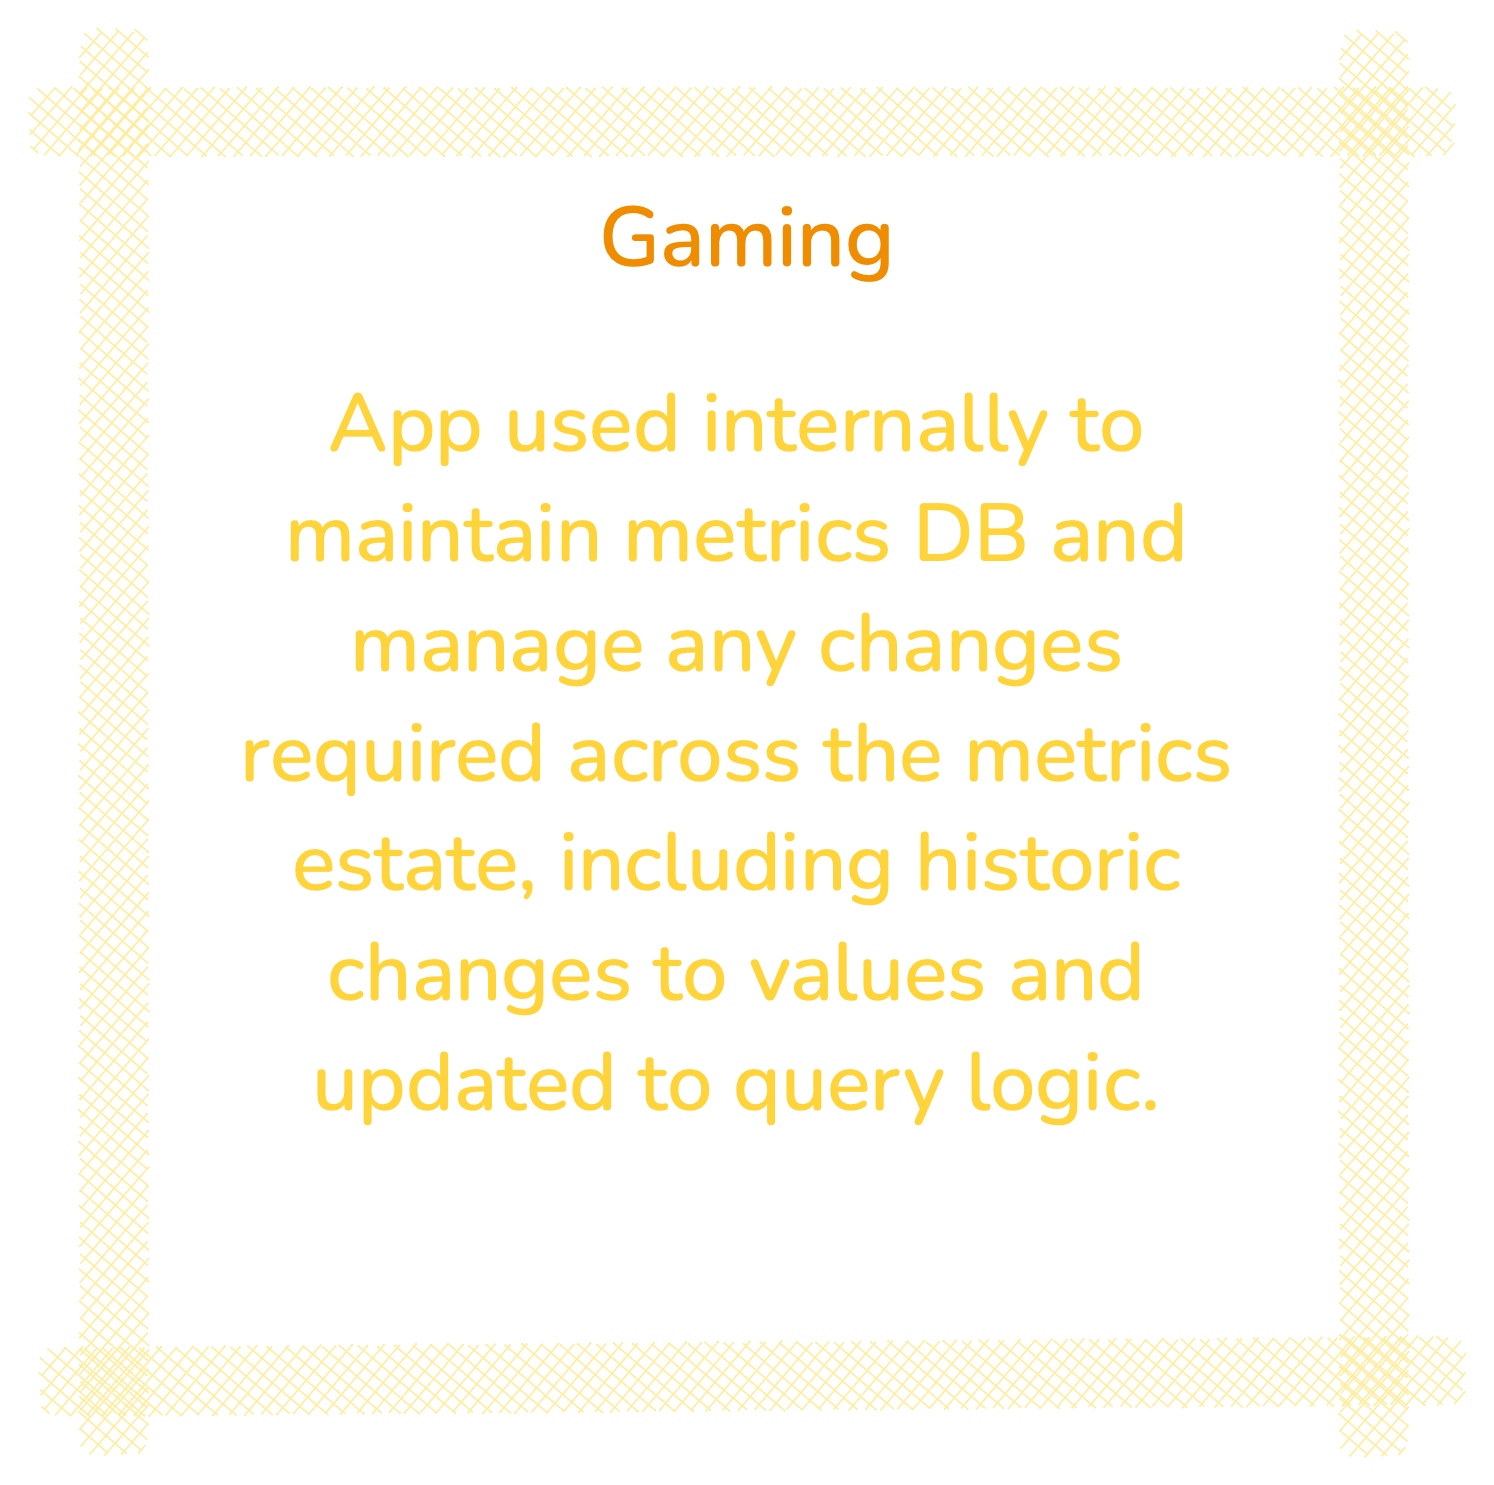 Gaming
App used internally to
maintain metrics DB and
manage any changes
required across the metrics
estate, including historic
changes to values and
updated to query logic.